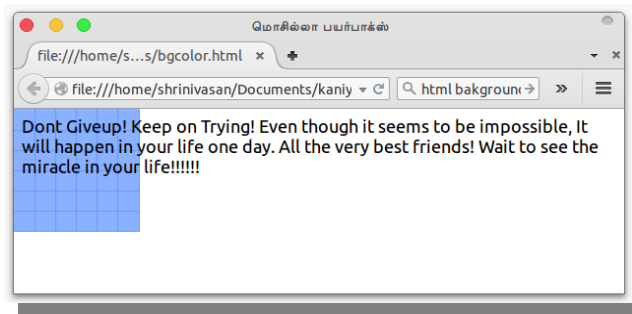 மொசில்லா பயர்பாக்ஸ்
file:///home/s...s/bgcolor.html
file:///home/shrinivasan/Documents/kaniy
html bakground
Dont Giveup! Keep on Trying! Even though it seems to be impossible, It
will happen in your life one day. All the very best friends! Wait to see the
miracle in your life!!!!!!